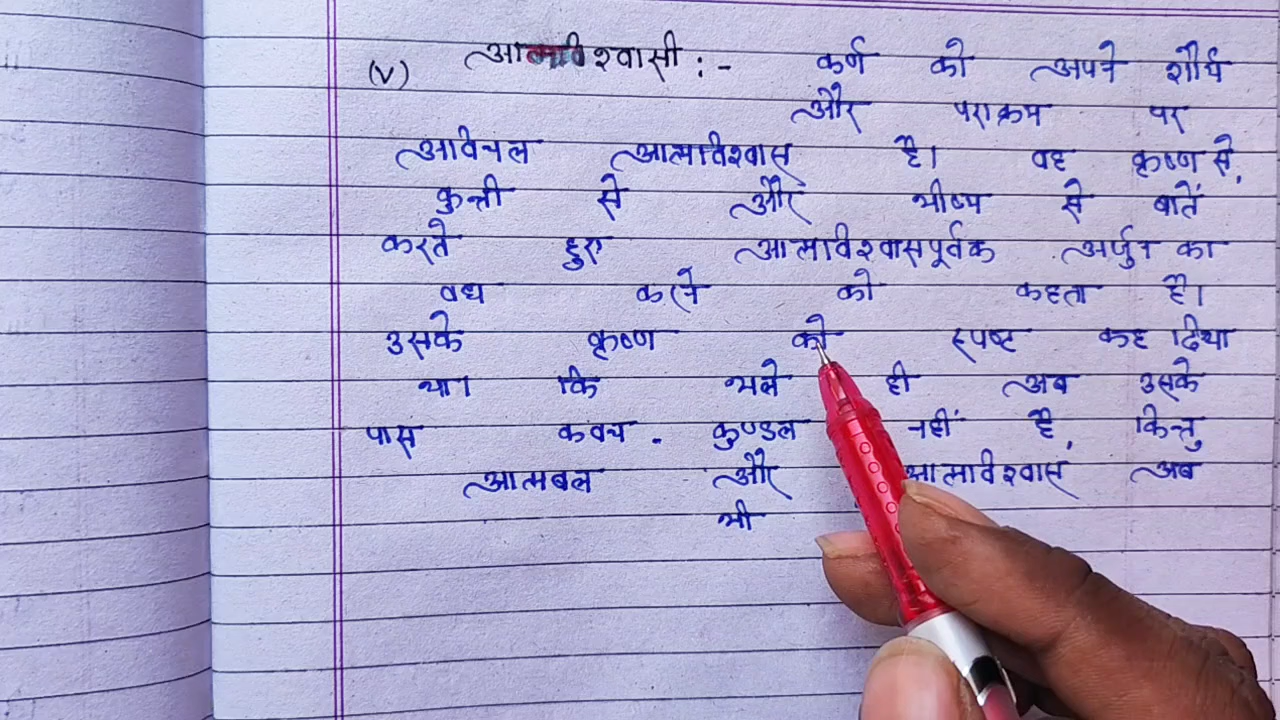 (v) आत्मविश्वासी :- कर्ण को अपने शौर्य
और पराक्रम पर
अविचल आत्मविश्वास है। वह कृष्ण से,
कुन्ती से और भीष्म से बातें
करते हुए आत्मविश्वासपूर्वक अर्जुन का
वध करने को कहता है।
उसके कृष्ण को स्पष्ट कह दिया
था। कि भले ही अब उसके
पास कवच - कुण्डल नहीं है, किन्तु
आत्मबल और आत्मविश्वास अब
भी